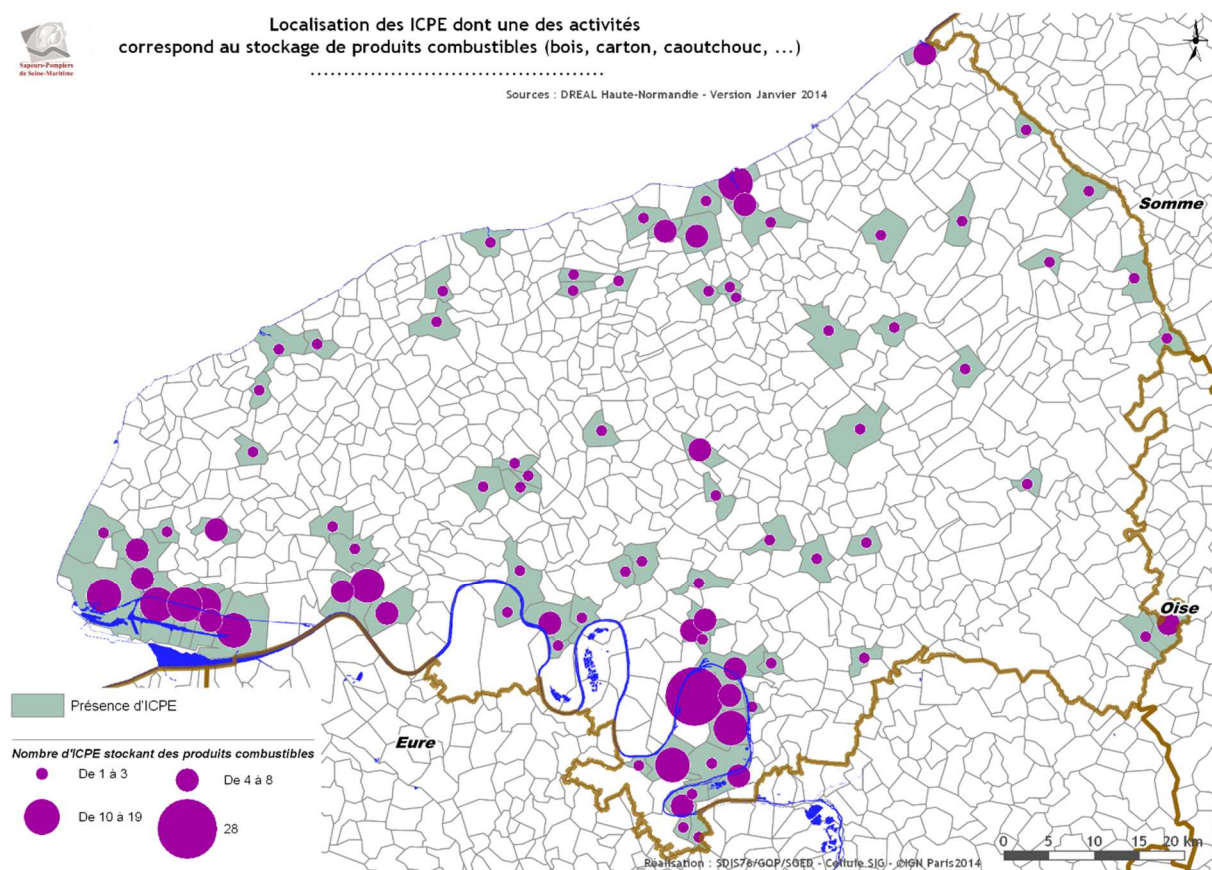 Localisation des ICPE dont une des activités
correspond au stockage de produits combustibles (bois, carton, caoutchouc, ...)
Sources : DREAL Haute-Normandie - Version Janvier 2014
Sapeurs-Pompiers
de Seine-Maritime
Somme
Oise
Eure
Présence d'ICPE
Nombre d'ICPE stockant des produits combustibles
De 1 à 3
De 4 à 8
De 10 à 19
28
0 5 10 15 20 km
Réalisation : SDIS76/GOP/SGED - Cellule SIG - ©IGN Paris2014